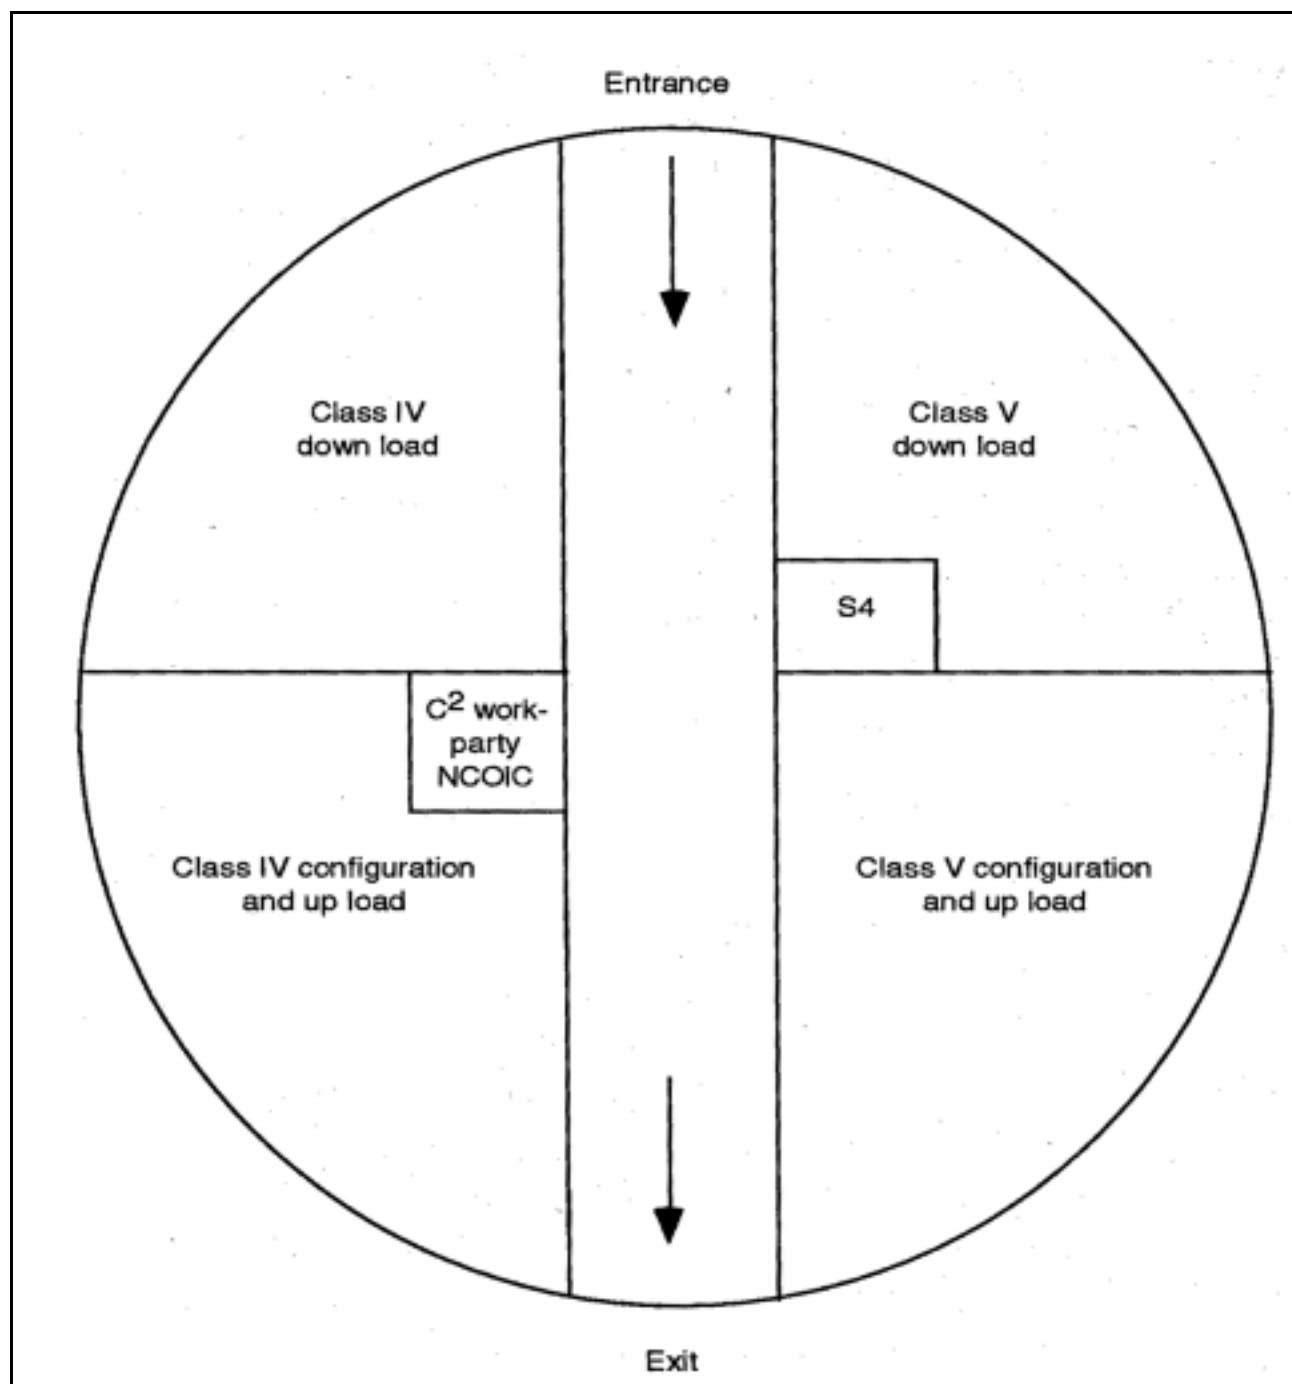 Entrance
Class IV
down load
Class V
down load
S4
C² work-
party
NCOIC
Class IV configuration
and up load
Class V configuration
and up load
Exit